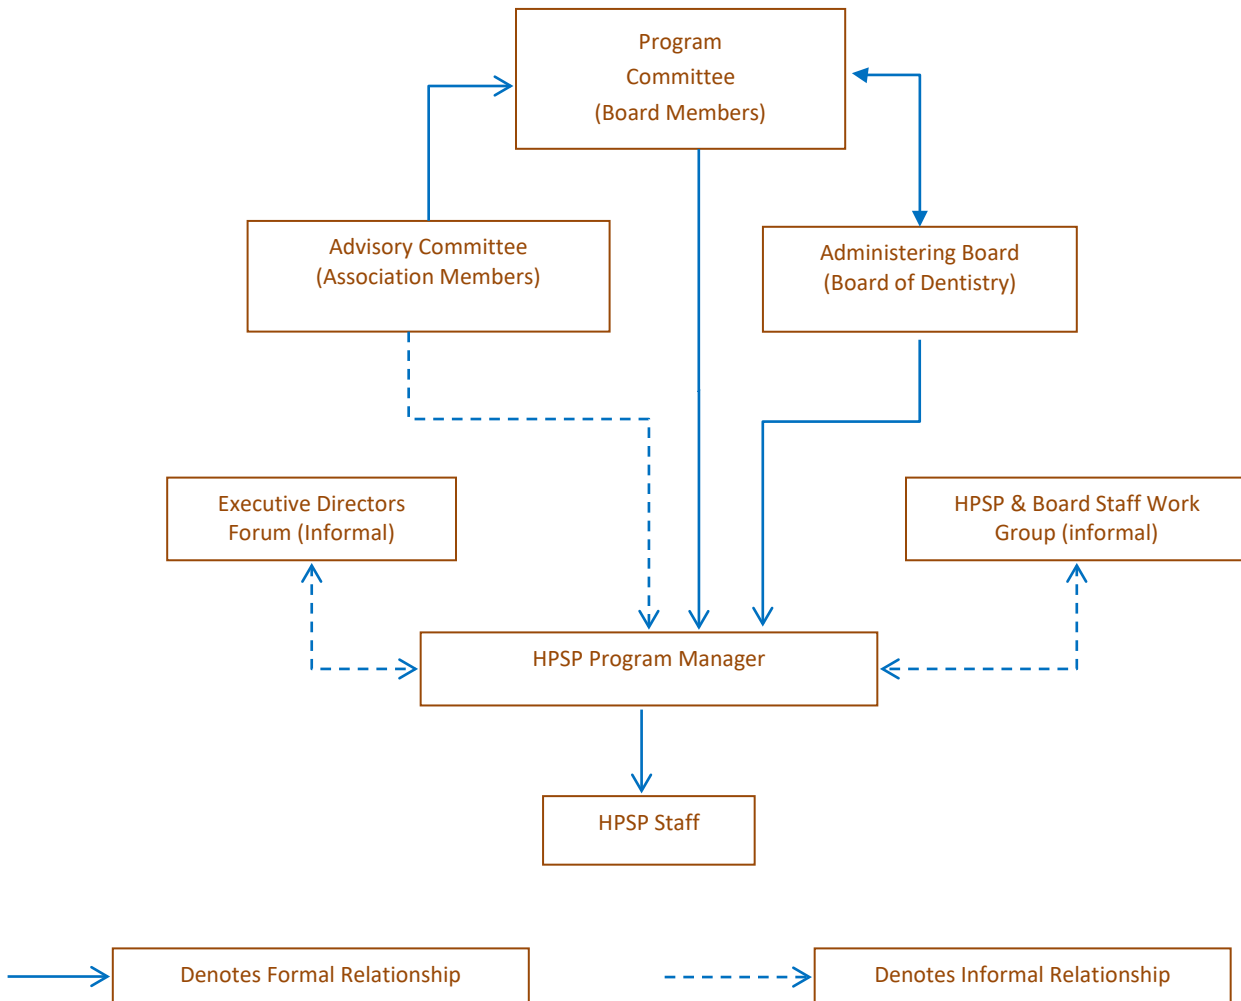 Program
Committee
(Board Members)
Advisory Committee
(Association Members)
Administering Board
(Board of Dentistry)
Executive Directors
Forum (Informal)
HPSP & Board Staff Work
Group (informal)
HPSP Program Manager
HPSP Staff
Denotes Formal Relationship
Denotes Informal Relationship